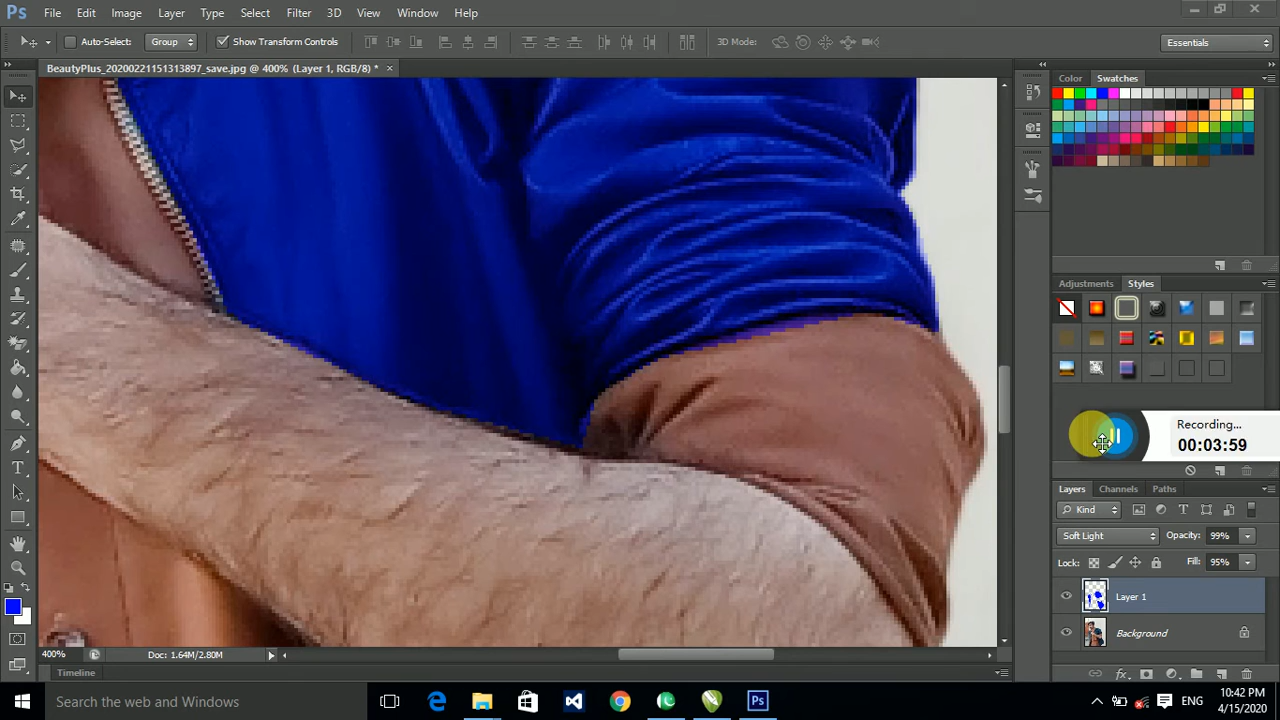 Ps File Edit Image Layer Type Select Filter 3D View Window Help
Auto-Select: Group Show Transform Controls 3D Mode: Essentials
BeautyPlus_20200221151313897_save.jpg @ 400% (Layer 1, RGB/8) * ×
Color Swatches
Adjustments Styles
Recording...
00:03:59
Layers Channels Paths
Kind
Soft Light Opacity: 99%
Lock: Fill: 95%
Layer 1
Background
400% Doc: 1.64M/2.80M
Timeline
Search the web and Windows
Ps
ENG
10:42 PM
4/15/2020